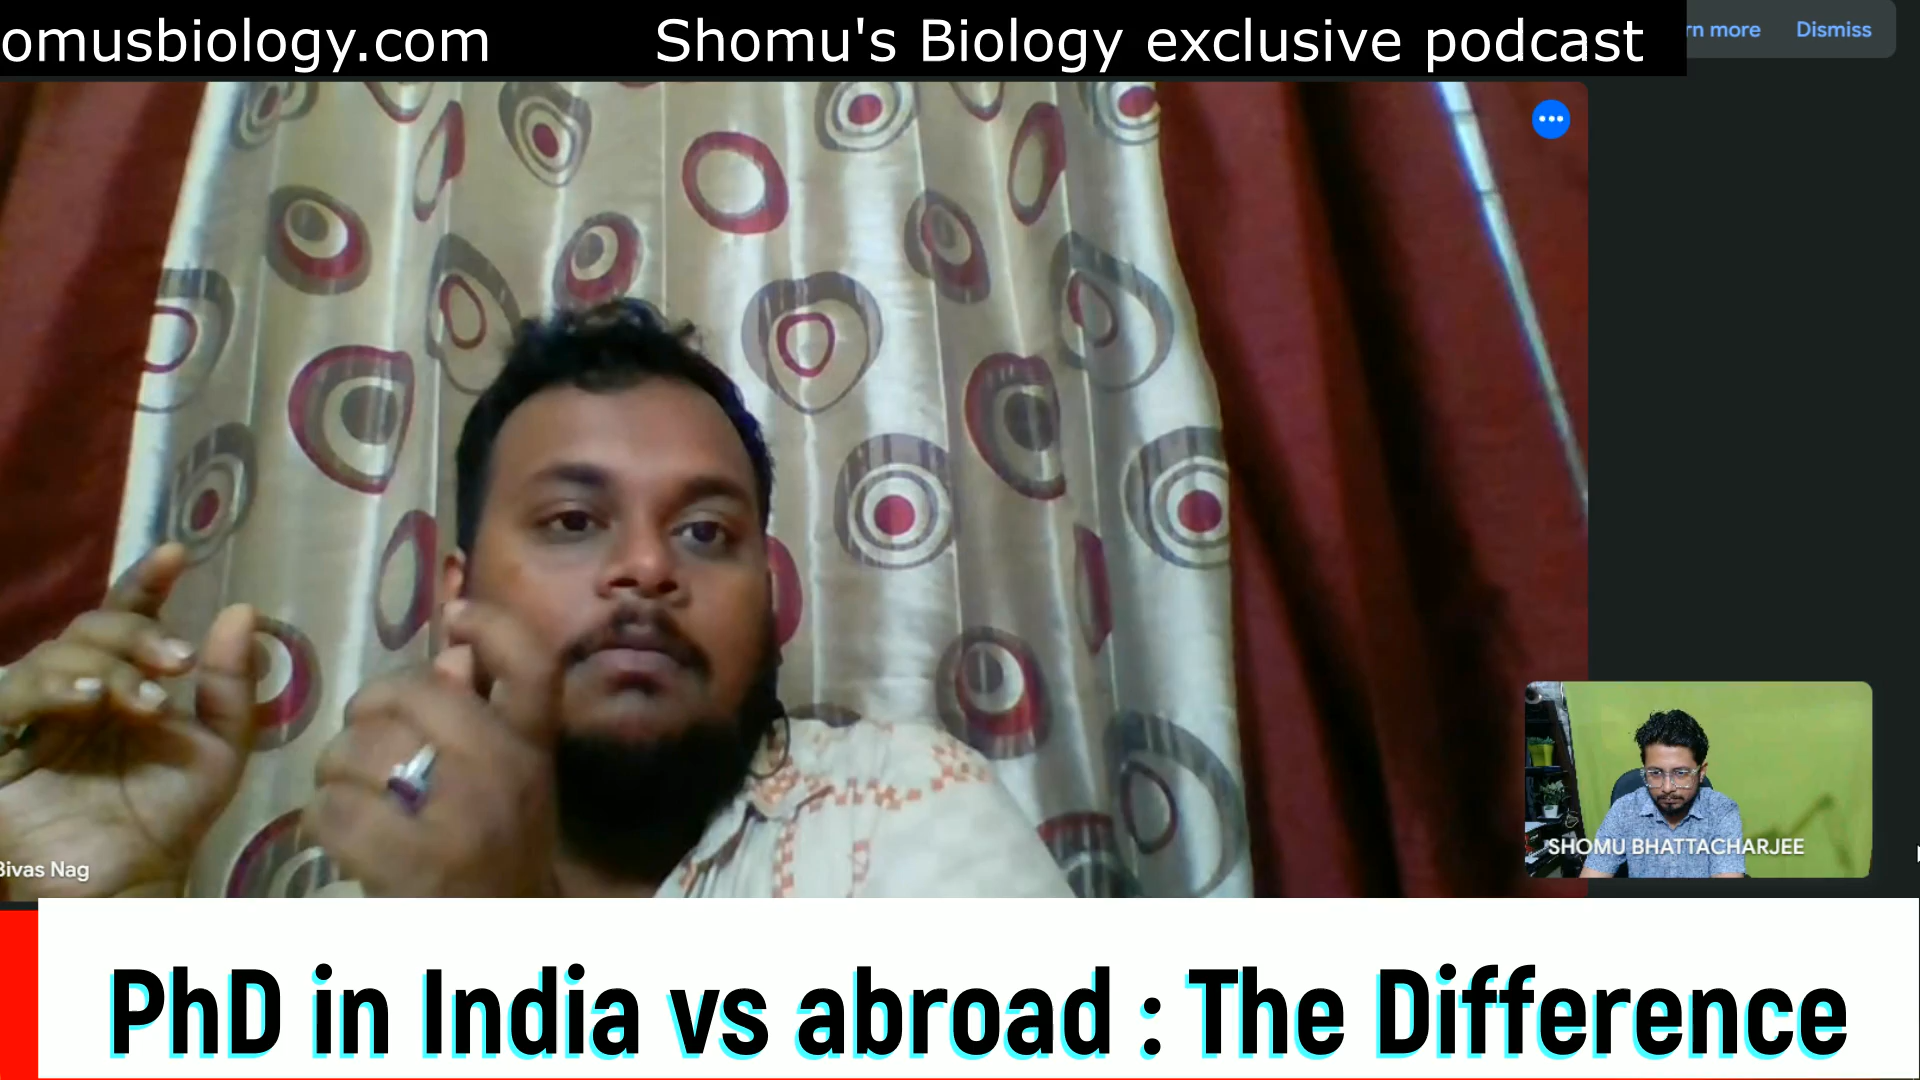 omusbiology.com Shomu's Biology exclusive podcast
rn more Dismiss
Bivas Nag
SHOMU BHATTACHARJEE
PhD in India vs abroad : The Difference